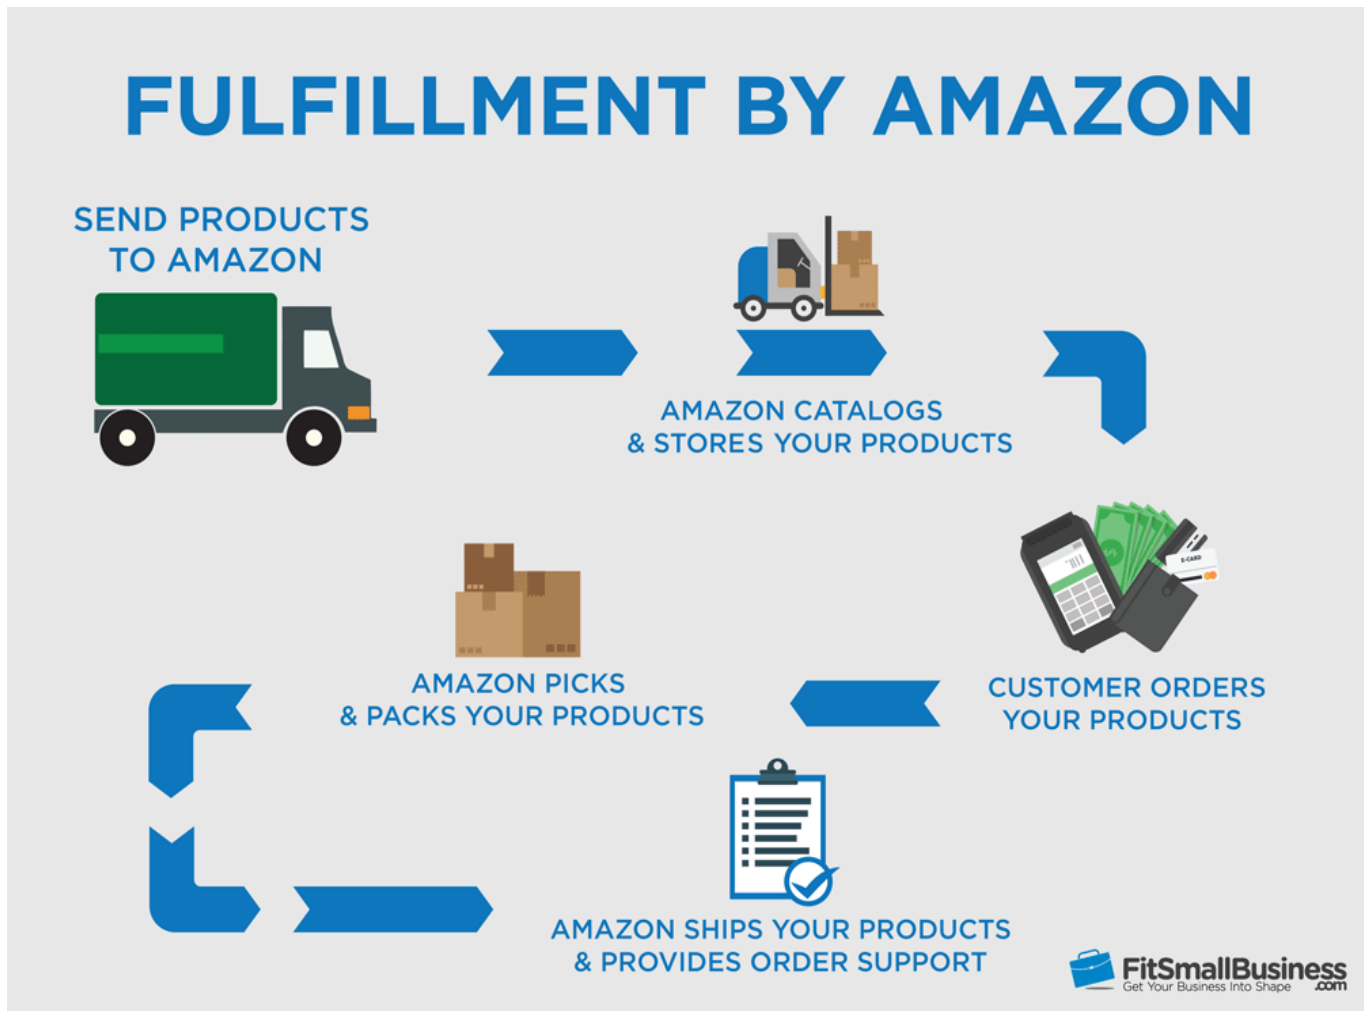 FULFILLMENT BY AMAZON
SEND PRODUCTS
TO AMAZON
AMAZON CATALOGS
& STORES YOUR PRODUCTS
E-CARD
CUSTOMER ORDERS
YOUR PRODUCTS
AMAZON PICKS
& PACKS YOUR PRODUCTS
AMAZON SHIPS YOUR PRODUCTS
& PROVIDES ORDER SUPPORT
FitSmallBusiness
Get Your Business Into Shape .com